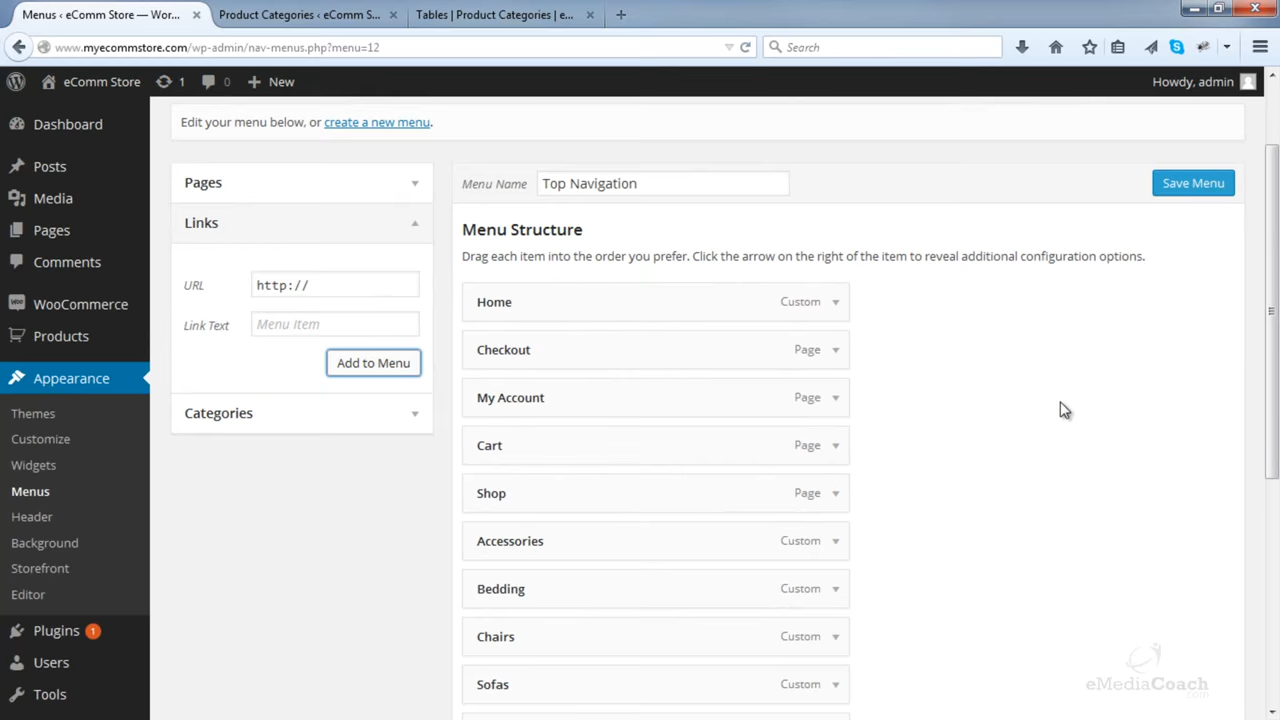 Menus ‹ eComm Store — Wor...
Product Categories ‹ eComm S...
Tables | Product Categories | e...
www.myecommstore.com/wp-admin/nav-menus.php?menu=12
Search
eComm Store
1
0
New
Howdy, admin
Dashboard
Posts
Media
Pages
Comments
WooCommerce
Products
Appearance
Themes
Customize
Widgets
Menus
Header
Background
Storefront
Editor
Plugins 1
Users
Tools
Edit your menu below, or create a new menu.
Pages
Links
URL
http://
Link Text
Menu Item
Add to Menu
Categories
Menu Name
Top Navigation
Save Menu
Menu Structure
Drag each item into the order you prefer. Click the arrow on the right of the item to reveal additional configuration options.
Home Custom
Checkout Page
My Account Page
Cart Page
Shop Page
Accessories Custom
Bedding Custom
Chairs Custom
Sofas Custom
eMediaCoach
.com